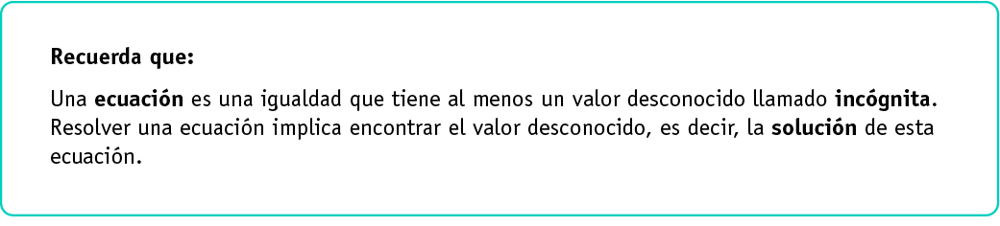 Recuerda que:
Una ecuación es una igualdad que tiene al menos un valor desconocido llamado incógnita.
Resolver una ecuación implica encontrar el valor desconocido, es decir, la solución de esta
ecuación.